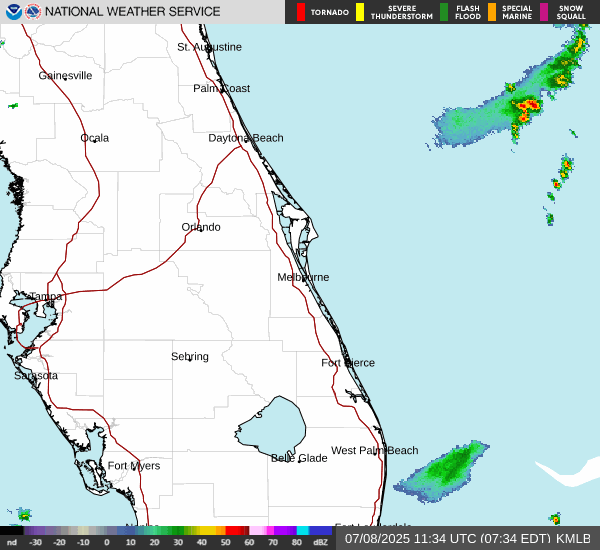 NATIONAL WEATHER SERVICE
TORNADO
SEVERE THUNDERSTORM
FLASH FLOOD
SPECIAL MARINE
SNOW SQUALL
St. Augustine
Gainesville
Palm Coast
Ocala
Daytona Beach
Orlando
Melbourne
Tampa
Sebring
Fort Pierce
Sarasota
West Palm Beach
Belle Glade
Fort Myers
nd -30 -20 -10 0 10 20 30 40 50 60 70 80 dBZ
07/08/2025 11:34 UTC (07:34 EDT) KMLB